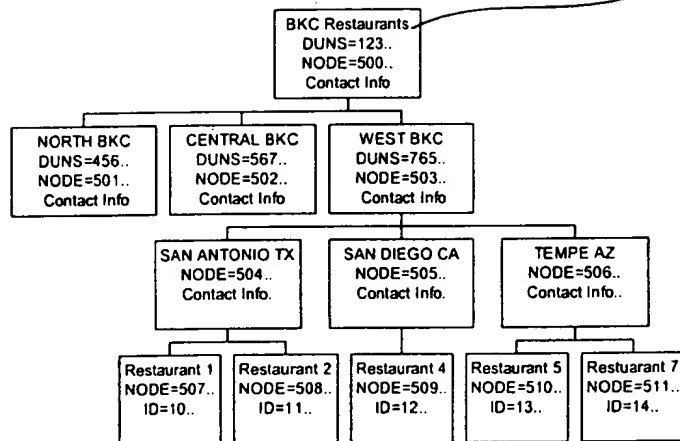 BKC Restaurants
DUNS=123..
NODE=500..
Contact Info
NORTH BKC
DUNS=456..
NODE=501..
Contact Info
CENTRAL BKC
DUNS=567..
NODE=502..
Contact Info
WEST BKC
DUNS=765..
NODE=503..
Contact Info
SAN ANTONIO TX
NODE=504..
Contact Info.
SAN DIEGO CA
NODE=505..
Contact Info.
TEMPE AZ
NODE=506..
Contact Info..
Restaurant 1
NODE=507..
ID=10..
Restaurant 2
NODE=508..
ID=11..
Restaurant 4
NODE=509..
ID=12..
Restaurant 5
NODE=510..
ID=13..
Restuarant 7
NODE=511..
ID=14..